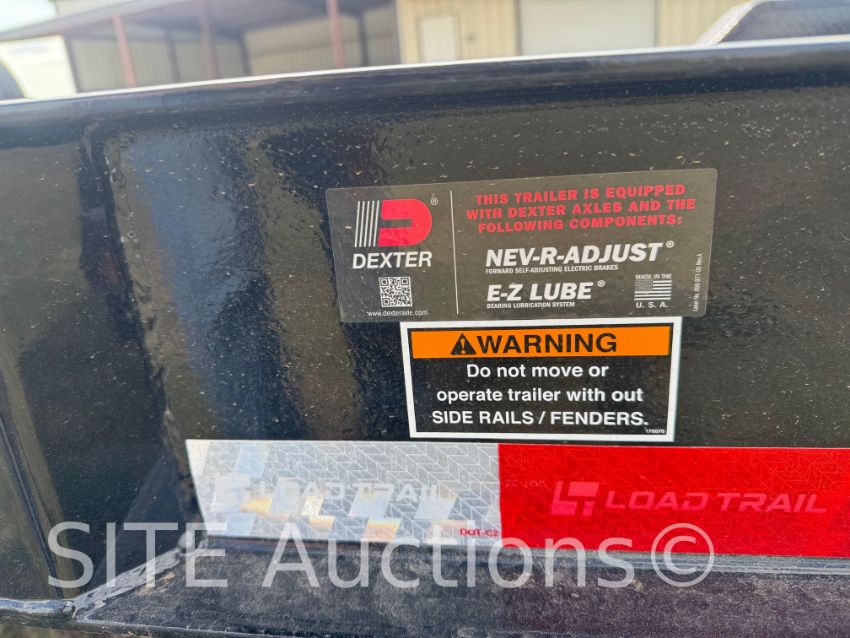 THIS TRAILER IS EQUIPPED
WITH DEXTER AXLES AND THE
FOLLOWING COMPONENTS:
DEXTER
www.dexteraxle.com
NEV-R-ADJUST®
FORWARD SELF-ADJUSTING ELECTRIC BRAKES
E-Z LUBE®
BEARING LUBRICATION SYSTEM
MADE IN THE
U.S.A.
WARNING
Do not move or
operate trailer with out
SIDE RAILS / FENDERS.
LOAD TRAIL
DOT-C2
LOAD TRAIL
SITE Auctions.com©